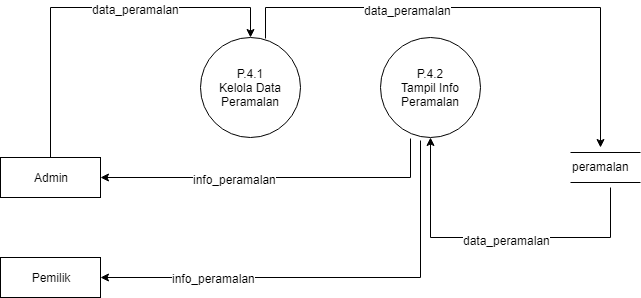 data_peramalan
data_peramalan
P.4.1
Kelola Data
Peramalan
P.4.2
Tampil Info
Peramalan
peramalan
Admin
info_peramalan
data_peramalan
Pemilik
info_peramalan